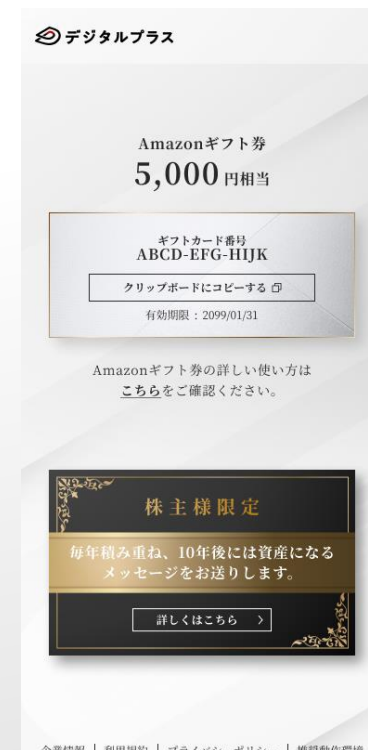 デジタルプラス
Amazonギフト券
5,000円相当
ギフトカード番号
ABCD-EFG-HIJK
クリップボードにコピーする
有効期限：2099/01/31
Amazonギフト券の詳しい使い方は
こちらをご確認ください。
株主様限定
毎年積み重ね、10年後には資産になる
メッセージをお送りします。
詳しくはこちら
企業情報 | 利用規約 | プライバシーポリシー | 推奨動作環境